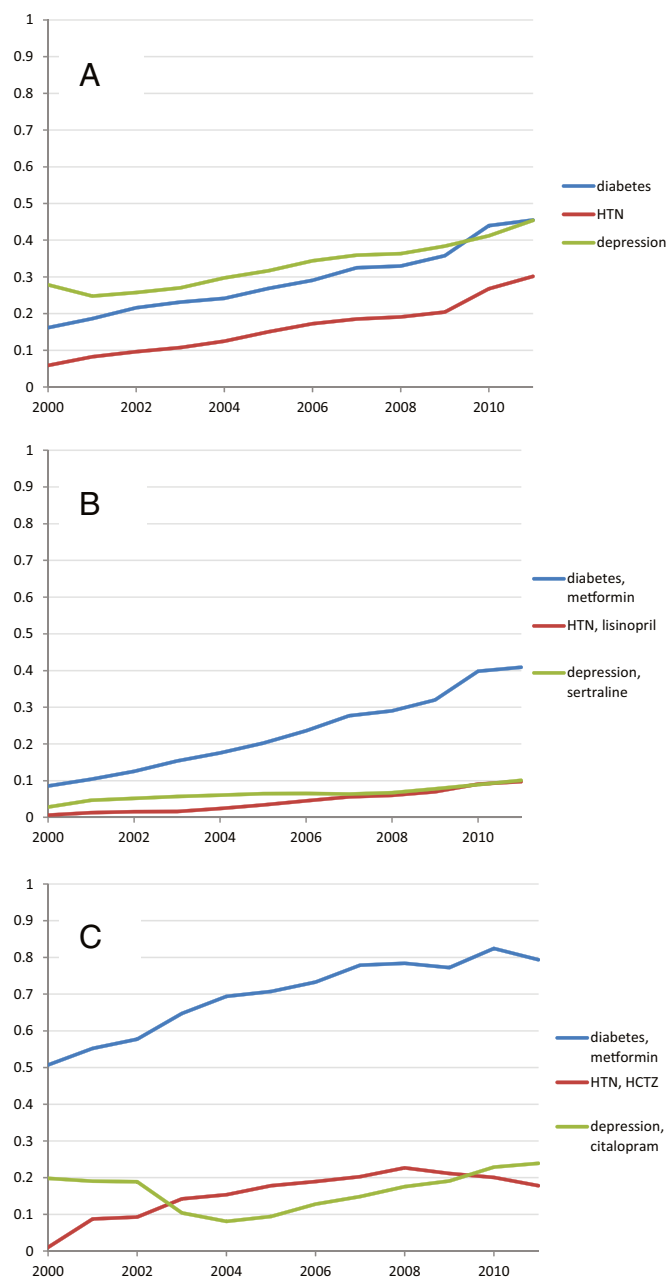 1
0.9
A
0.8
0.7
0.6
0.5
0.4
0.3
0.2
0.1
0
diabetes
HTN
depression
2000 2002 2004 2006 2008 2010
1
0.9
B
0.8
0.7
0.6
0.5
0.4
0.3
0.2
0.1
0
diabetes,
metformin
HTN, lisinopril
depression,
sertraline
2000 2002 2004 2006 2008 2010
1
0.9
C
0.8
0.7
0.6
0.5
0.4
0.3
0.2
0.1
0
diabetes,
metformin
HTN, HCTZ
depression,
citalopram
2000 2002 2004 2006 2008 2010